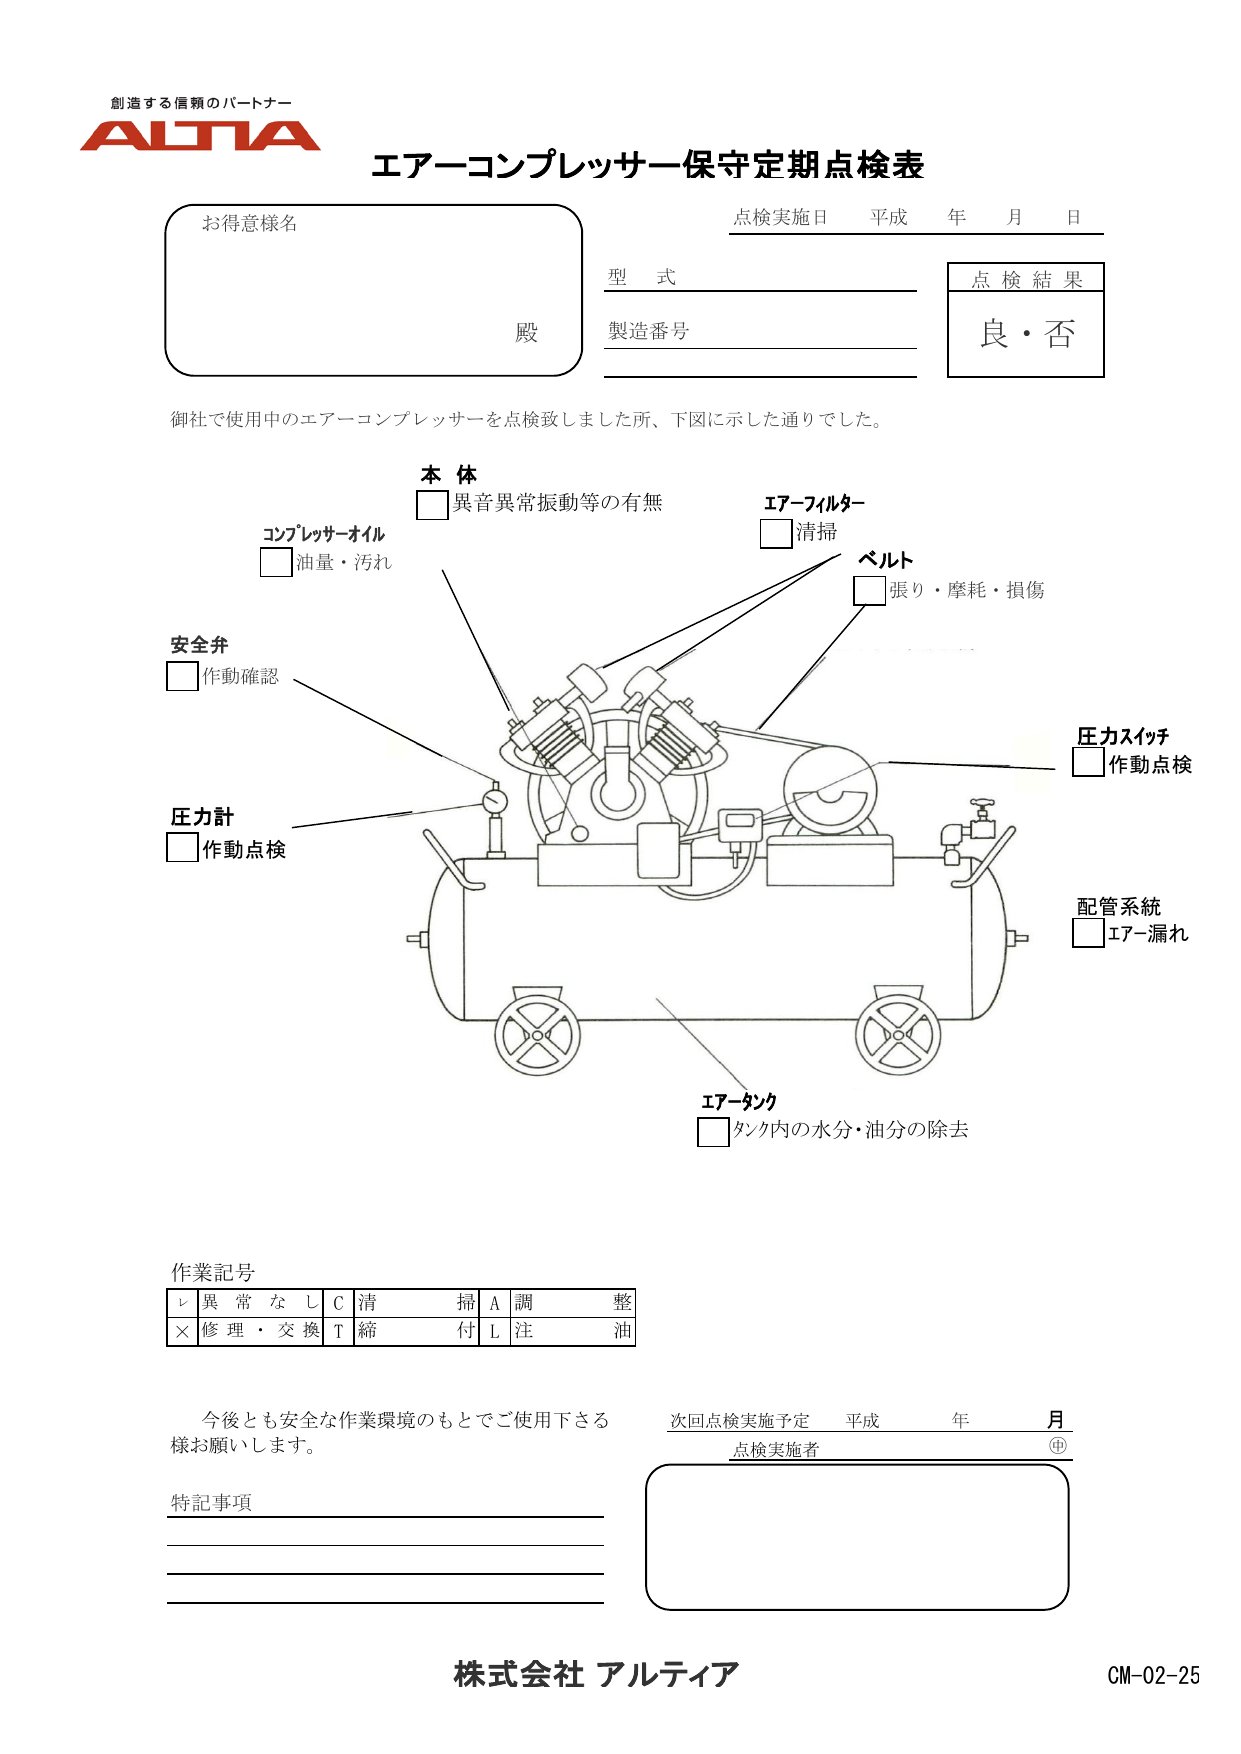 創造する信頼のパートナー
ALTIA
エアーコンプレッサー保守定期点検表
お得意様名
殿
点検実施日 平成 年 月 日
型 式
製造番号
点検結果
良・否
御社で使用中のエアーコンプレッサーを点検致しました所、下図に示した通りでした。
本 体
異音異常振動等の有無
エアーフィルター
清掃
コンプレッサーオイル
油量・汚れ
ベルト
張り・摩耗・損傷
安全弁
作動確認
圧力スイッチ
作動点検
圧力計
作動点検
配管系統
エアー漏れ
エアータンク
タンク内の水分・油分の除去
作業記号
レ 異常なし C 清掃 A 調整
× 修理・交換 T 締付 L 注油
今後とも安全な作業環境のもとでご使用下さる
様お願いします。
次回点検実施予定 平成 年 月
点検実施者 ㊞
特記事項
株式会社 アルティア
CM-02-25